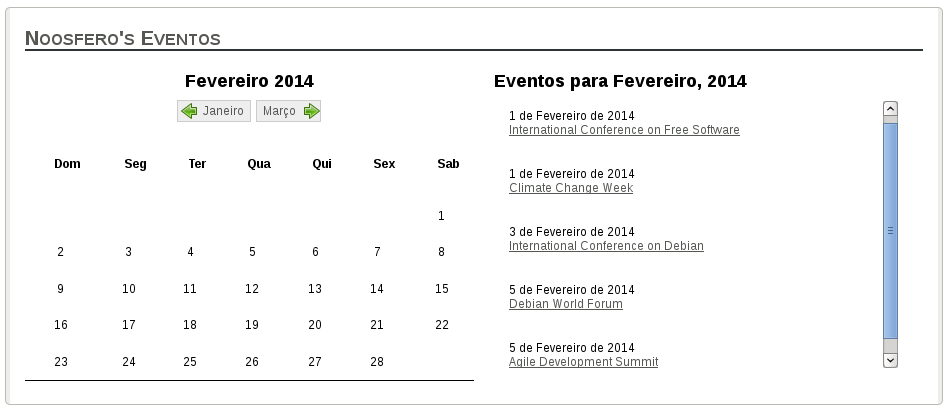 Noosfero's Eventos
Fevereiro 2014
Janeiro Março
Dom Seg Ter Qua Qui Sex Sab
1
2 3 4 5 6 7 8
9 10 11 12 13 14 15
16 17 18 19 20 21 22
23 24 25 26 27 28
Eventos para Fevereiro, 2014
1 de Fevereiro de 2014
International Conference on Free Software
1 de Fevereiro de 2014
Climate Change Week
3 de Fevereiro de 2014
International Conference on Debian
5 de Fevereiro de 2014
Debian World Forum
5 de Fevereiro de 2014
Agile Development Summit